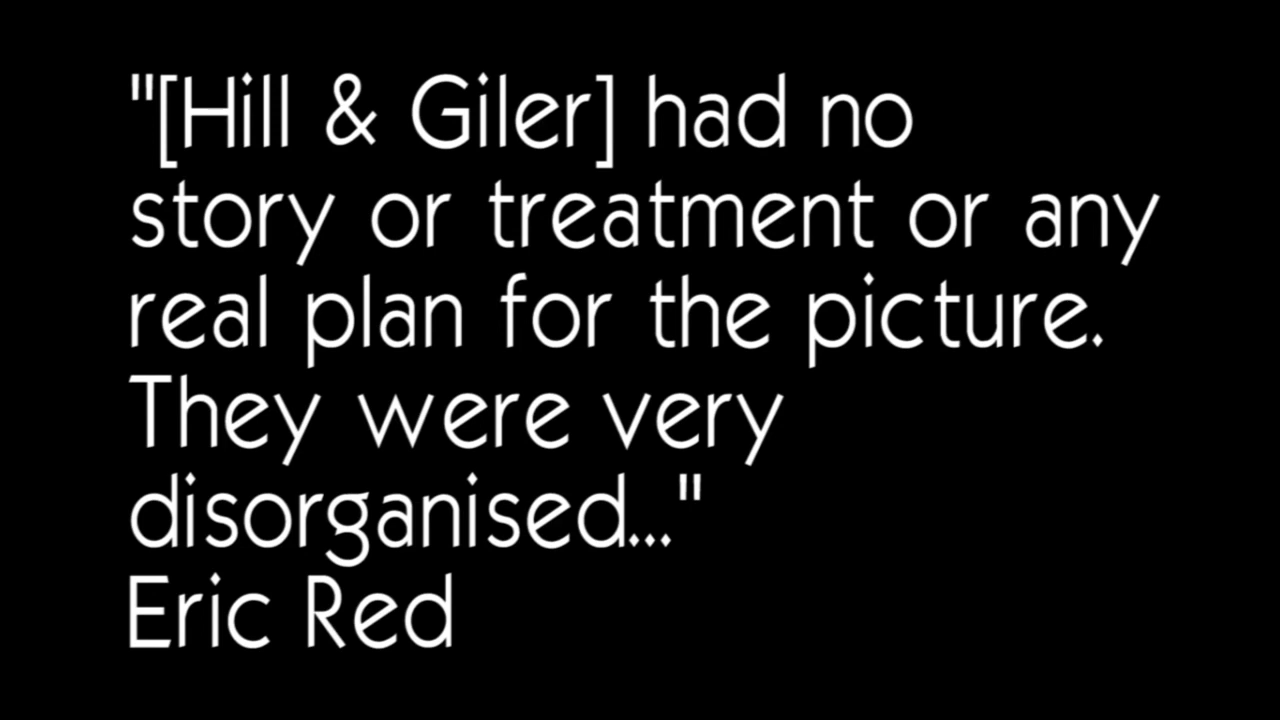 "[Hill & Giler] had no
story or treatment or any
real plan for the picture.
They were very
disorganised..."
Eric Red